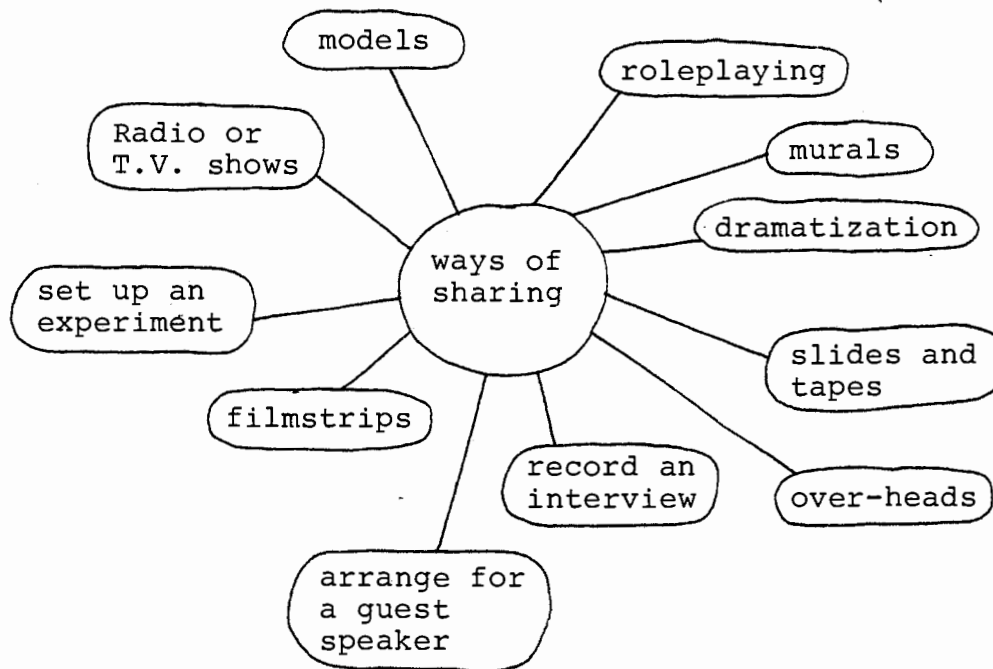 models
roleplaying
Radio or
T.V. shows
murals
dramatization
ways of
sharing
set up an
experiment
slides and
tapes
filmstrips
record an
interview
over-heads
arrange for
a guest
speaker